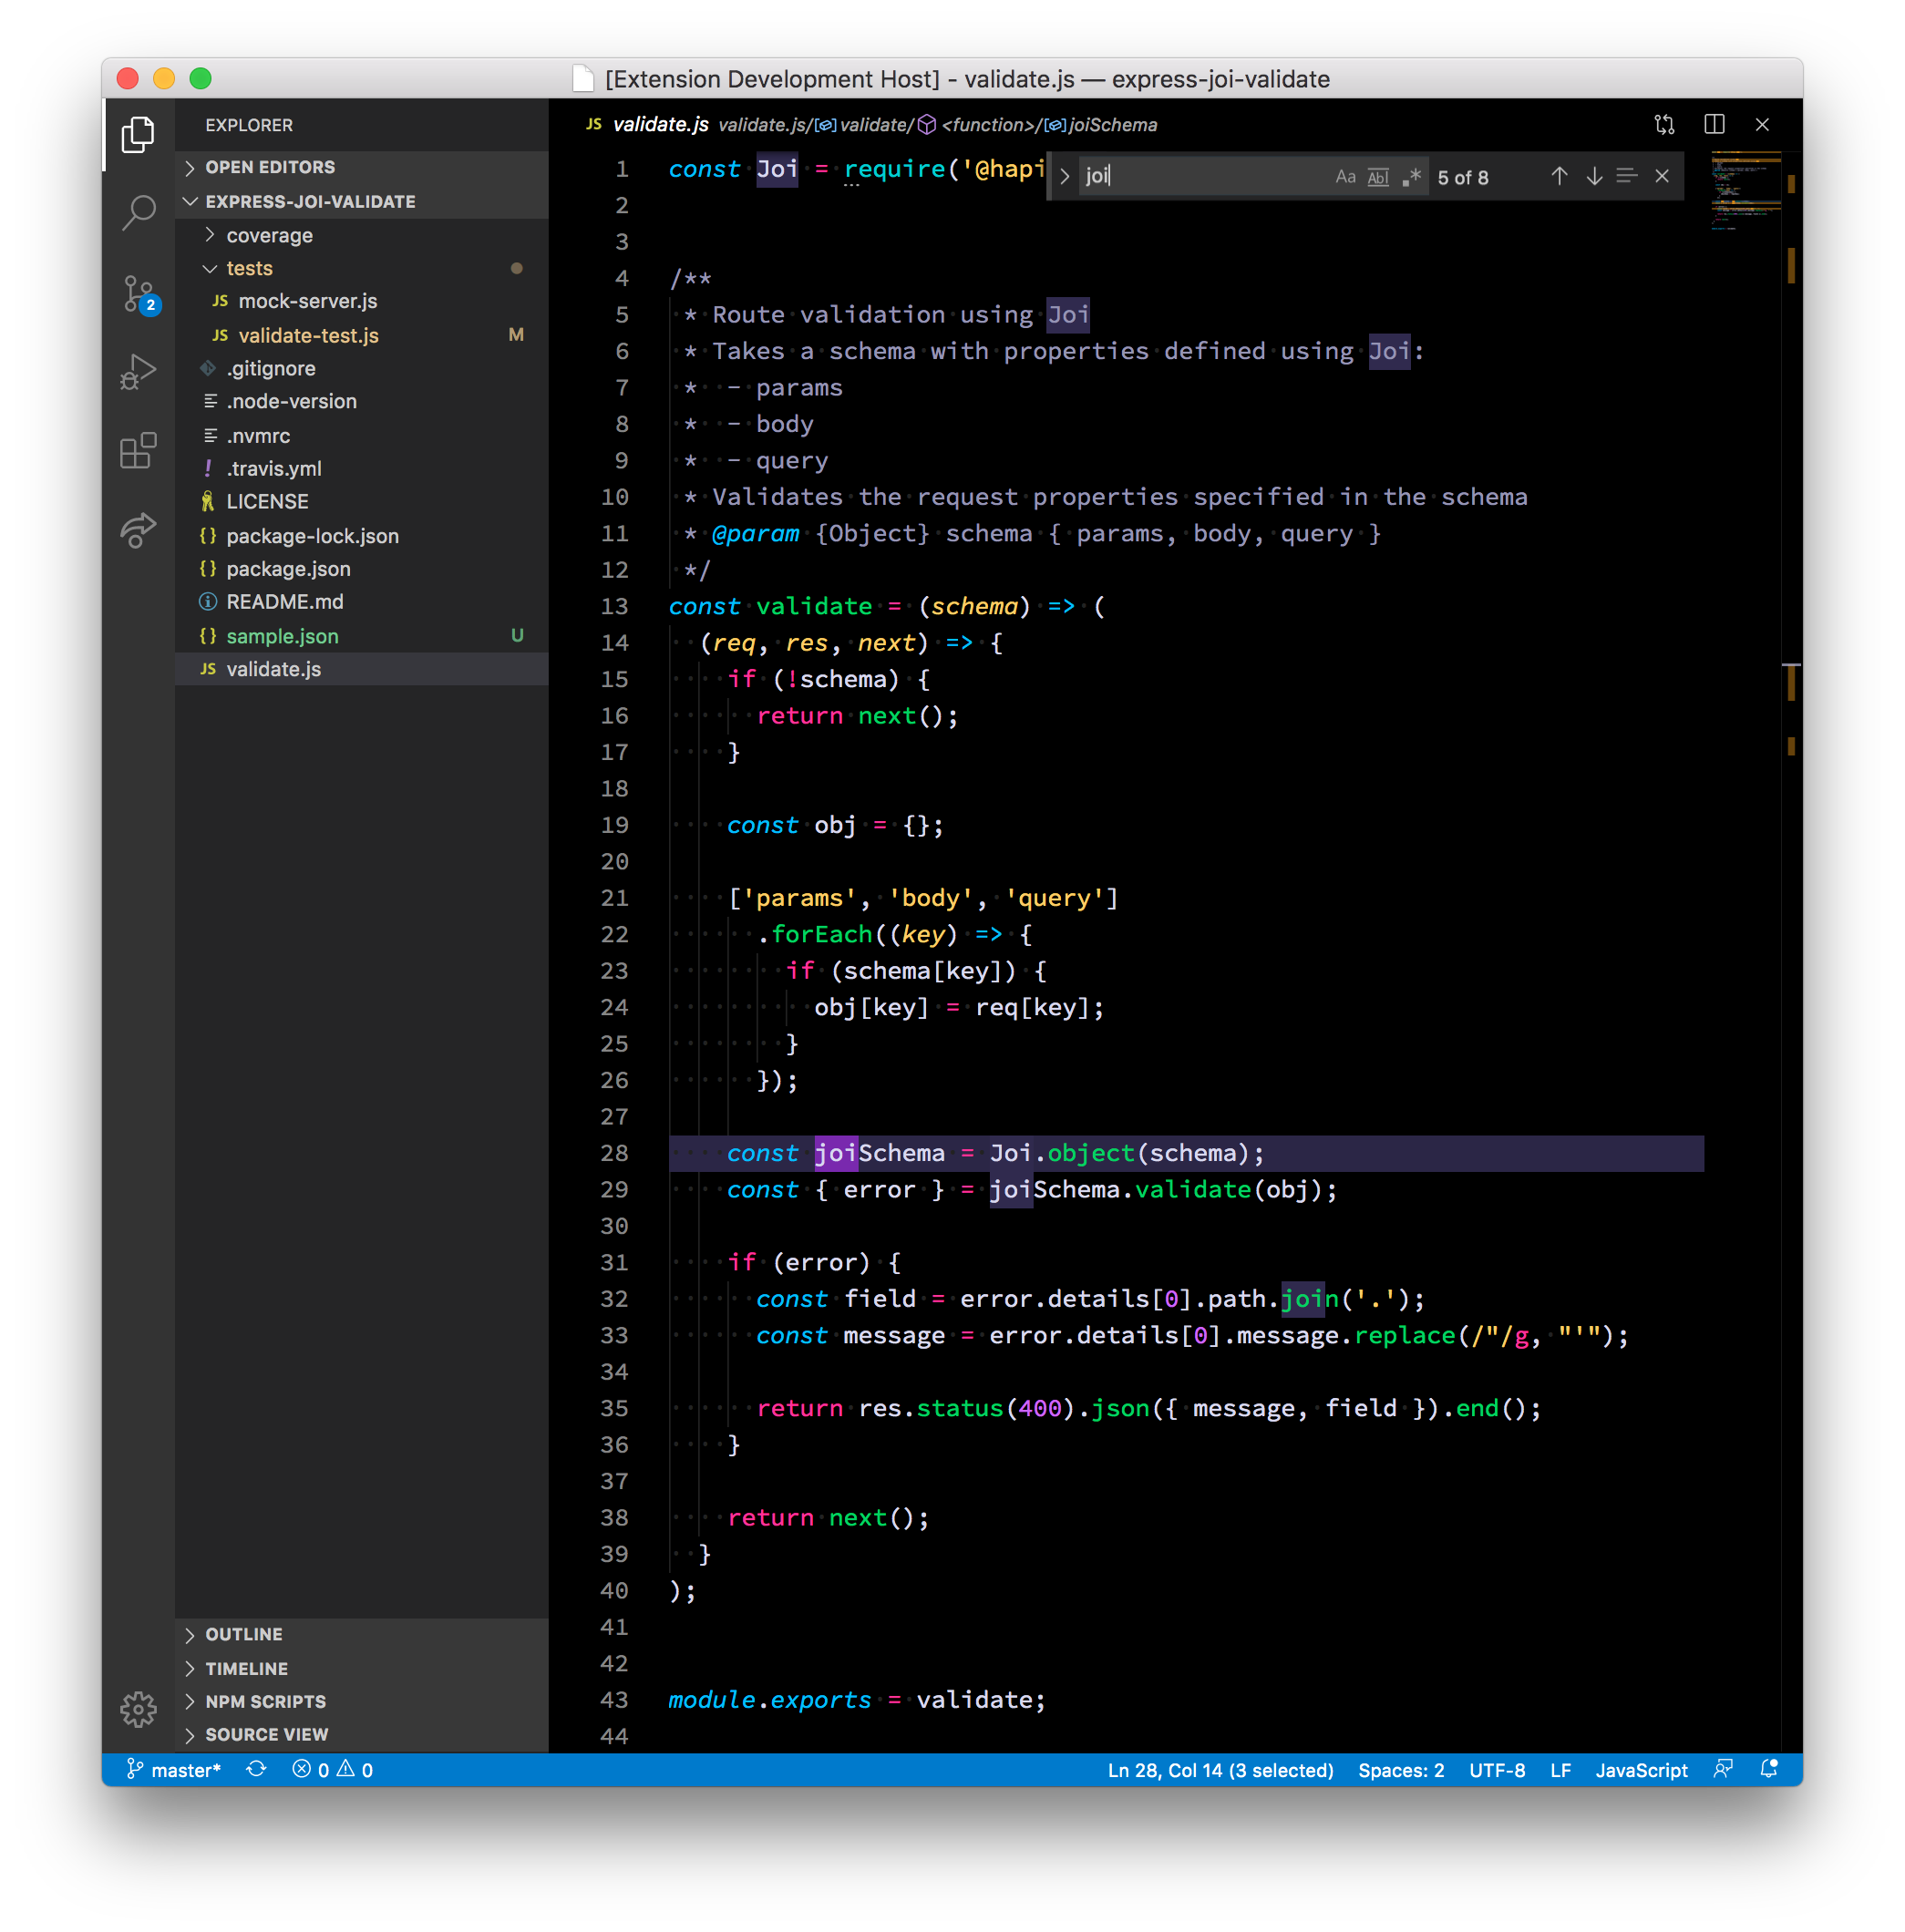 [Extension Development Host] - validate.js — express-joi-validate
EXPLORER
OPEN EDITORS
EXPRESS-JOI-VALIDATE
coverage
tests
JS mock-server.js
JS validate-test.js M
.gitignore
.node-version
.nvmrc
! .travis.yml
LICENSE
{} package-lock.json
{} package.json
README.md
{} sample.json U
JS validate.js
OUTLINE
TIMELINE
NPM SCRIPTS
SOURCE VIEW
2
JS validate.js validate.js/validate/<function>/joiSchema
joi Aa Abl .* 5 of 8
1 const Joi = require('@hapi
2
3
4 /**
5 * Route validation using Joi
6 * Takes a schema with properties defined using Joi:
7 * - params
8 * - body
9 * - query
10 * Validates the request properties specified in the schema
11 * @param {Object} schema { params, body, query }
12 */
13 const validate = (schema) => (
14 (req, res, next) => {
15 if (!schema) {
16 return next();
17 }
18
19 const obj = {};
20
21 ['params', 'body', 'query']
22 .forEach((key) => {
23 if (schema[key]) {
24 obj[key] = req[key];
25 }
26 });
27
28 const joiSchema = Joi.object(schema);
29 const { error } = joiSchema.validate(obj);
30
31 if (error) {
32 const field = error.details[0].path.join('.');
33 const message = error.details[0].message.replace(/"/g, "'");
34
35 return res.status(400).json({ message, field }).end();
36 }
37
38 return next();
39 }
40 );
41
42
43 module.exports = validate;
44
master* 0 0 Ln 28, Col 14 (3 selected) Spaces: 2 UTF-8 LF JavaScript